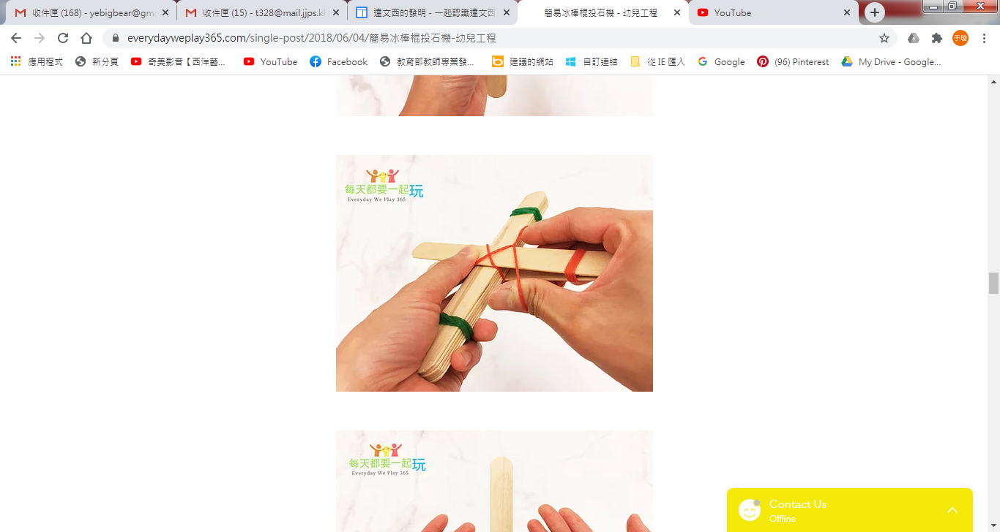 收件匣 (168) - yebigbear@gm
收件匣 (15) - t328@mail.jjps.kh
達文西的發明 - 一起認識達文西
簡易冰棒棍投石機 - 幼兒工程
YouTube
everydayweplay365.com/single-post/2018/06/04/簡易冰棒棍投石機-幼兒工程
于璇
應用程式
新分頁
奇美影音【西洋藝...
YouTube
Facebook
教育部教師專業發...
建議的網站
自訂連結
從 IE 匯入
Google
(96) Pinterest
My Drive - Google...
每天都要一起玩
Everyday We Play 365
每天都要一起玩
Everyday We Play 365
Contact Us
Offline